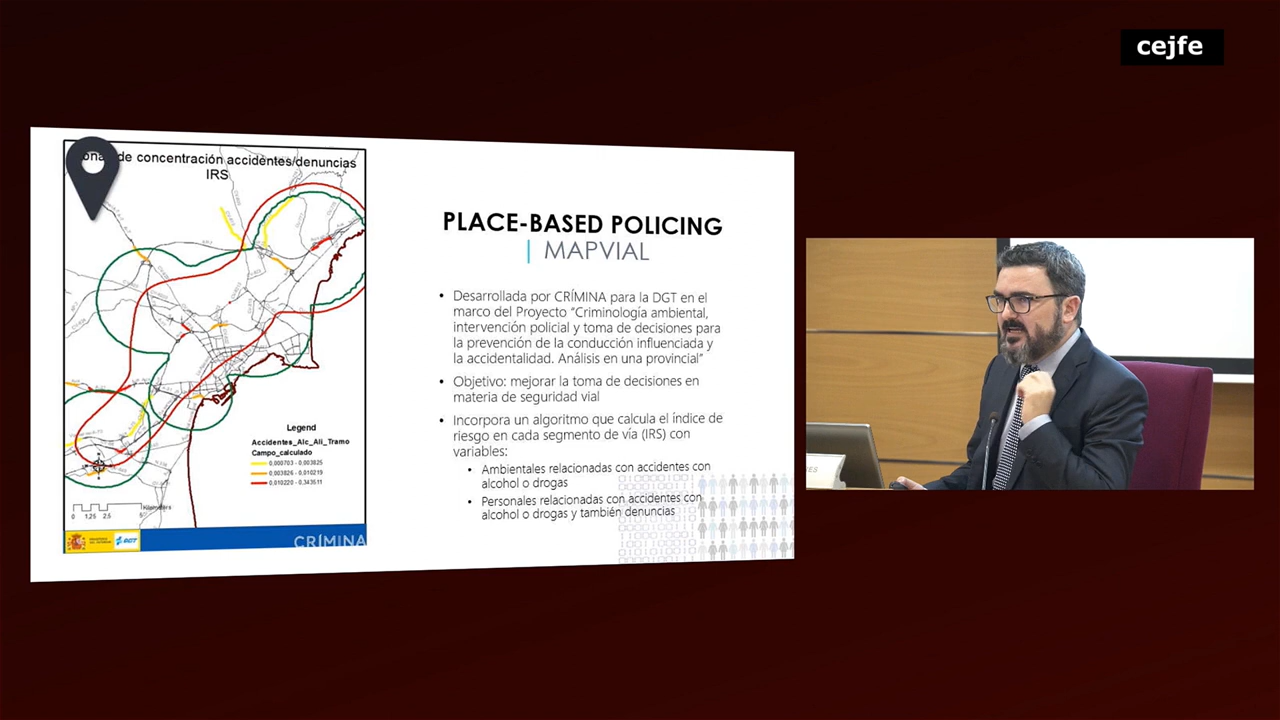 cejfe
de concentración accidentes/denuncias
IRS
Legend
Accidentes_Alc_Ali_Tramo
Campo_calculado
0,000703 - 0,003825
0,003826 - 0,010219
0,010220 - 0,343511
0 1,25 2,5
CRÍMINA
PLACE-BASED POLICING
| MAPVIAL
• Desarrollada por CRÍMINA para la DGT en el
marco del Proyecto “Criminología ambiental,
intervención policial y toma de decisiones para
la prevención de la conducción influenciada y
la accidentalidad. Análisis en una provincial”
• Objetivo: mejorar la toma de decisiones en
materia de seguridad vial
• Incorpora un algoritmo que calcula el índice de
riesgo en cada segmento de vía (IRS) con
variables:
• Ambientales relacionadas con accidentes con
alcohol o drogas
• Personales relacionadas con accidentes con
alcohol o drogas y también denuncias